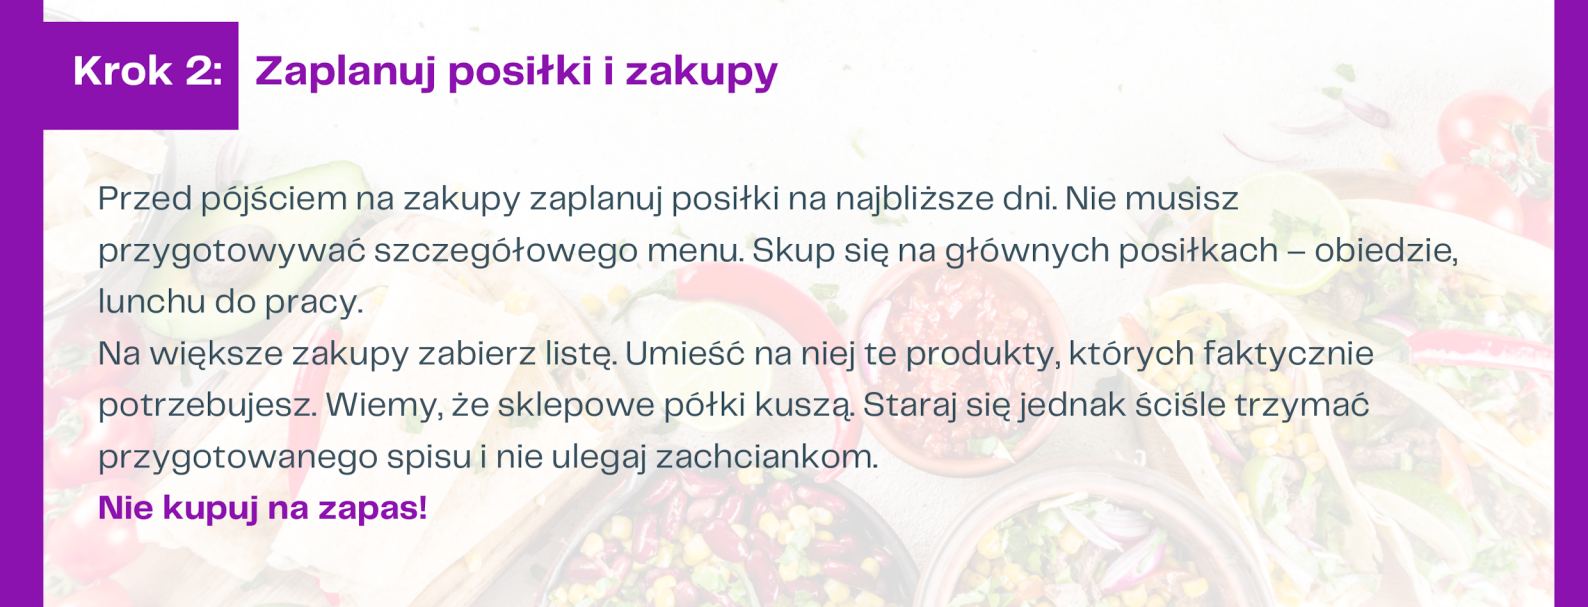 Krok 2: Zaplanuj posiłki i zakupy
Przed pójściem na zakupy zaplanuj posiłki na najbliższe dni. Nie musisz
przygotowywać szczegółowego menu. Skup się na głównych posiłkach – obiedzie,
lunchu do pracy.
Na większe zakupy zabierz listę. Umieść na niej te produkty, których faktycznie
potrzebujesz. Wiemy, że sklepowe półki kuszą. Staraj się jednak ściśle trzymać
przygotowanego spisu i nie ulegaj zachciankom.
Nie kupuj na zapas!